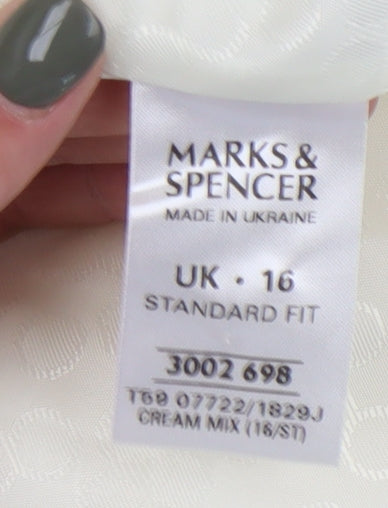 MARKS &
SPENCER
MADE IN UKRAINE
UK • 16
STANDARD FIT
3002 698
T69 07722/1829J
CREAM MIX (16/ST)